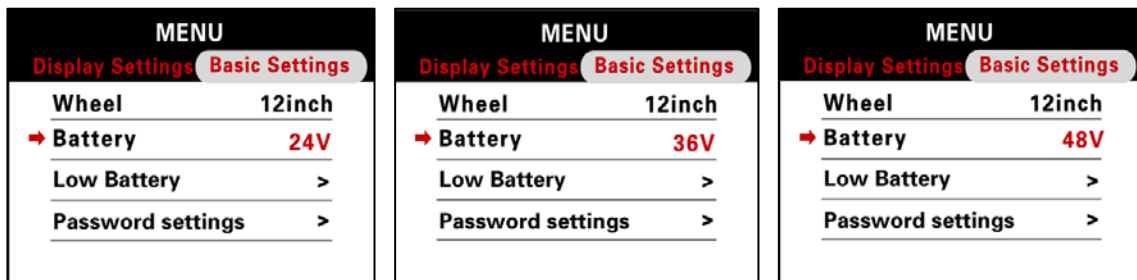 MENU
Display Settings Basic Settings
Wheel 12inch
Battery 24V
Low Battery >
Password settings >
MENU
Display Settings Basic Settings
Wheel 12inch
Battery 36V
Low Battery >
Password settings >
MENU
Display Settings Basic Settings
Wheel 12inch
Battery 48V
Low Battery >
Password settings >